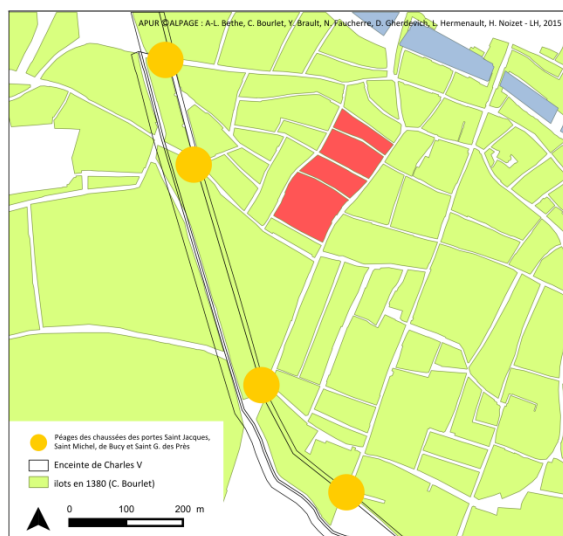 APUR ©ALPAGE : A-L. Bethe, C. Bourlet, Y. Brault, N. Faucherre, D. Gherdevich, L. Hermenault, H. Noizet - LH, 2015
Péages des chaussées des portes Saint Jacques,
Saint Michel, de Bucy et Saint G. des Près
Enceinte de Charles V
ilots en 1380 (C. Bourlet)
0 100 200 m